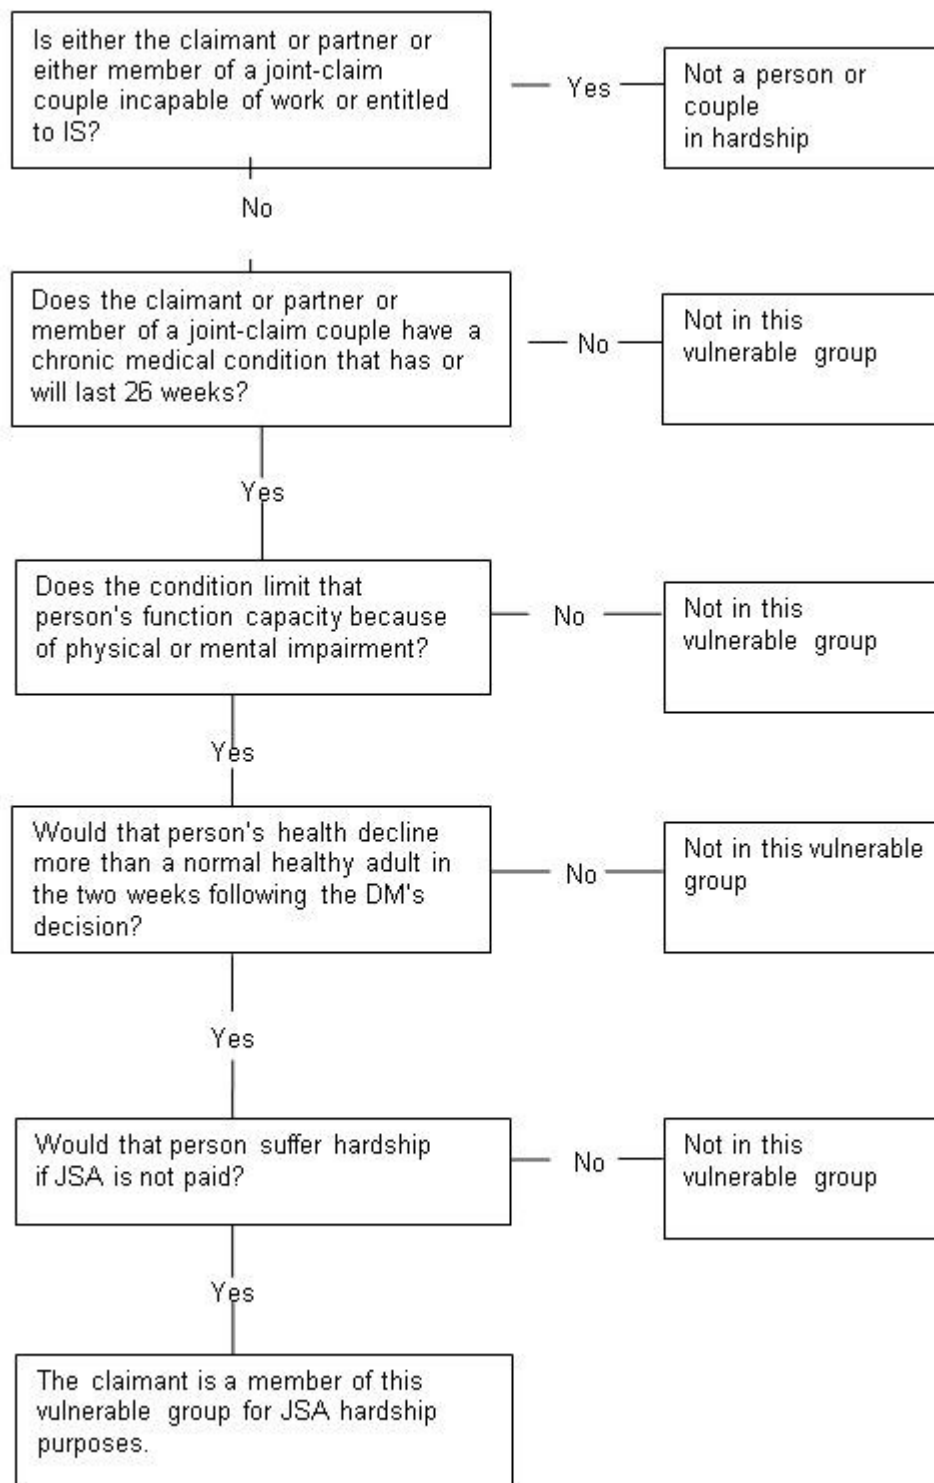 Is either the claimant or partner or
either member of a joint-claim
couple incapable of work or entitled
to IS?
Yes
Not a person or
couple
in hardship
No
Does the claimant or partner or
member of a joint-claim couple have a
chronic medical condition that has or
will last 26 weeks?
No
Not in this
vulnerable group
Yes
Does the condition limit that
person's function capacity because
of physical or mental impairment?
No
Not in this
vulnerable group
Yes
Would that person's health decline
more than a normal healthy adult in
the two weeks following the DM's
decision?
No
Not in this vulnerable
group
Yes
Would that person suffer hardship
if JSA is not paid?
No
Not in this
vulnerable group
Yes
The claimant is a member of this
vulnerable group for JSA hardship
purposes.